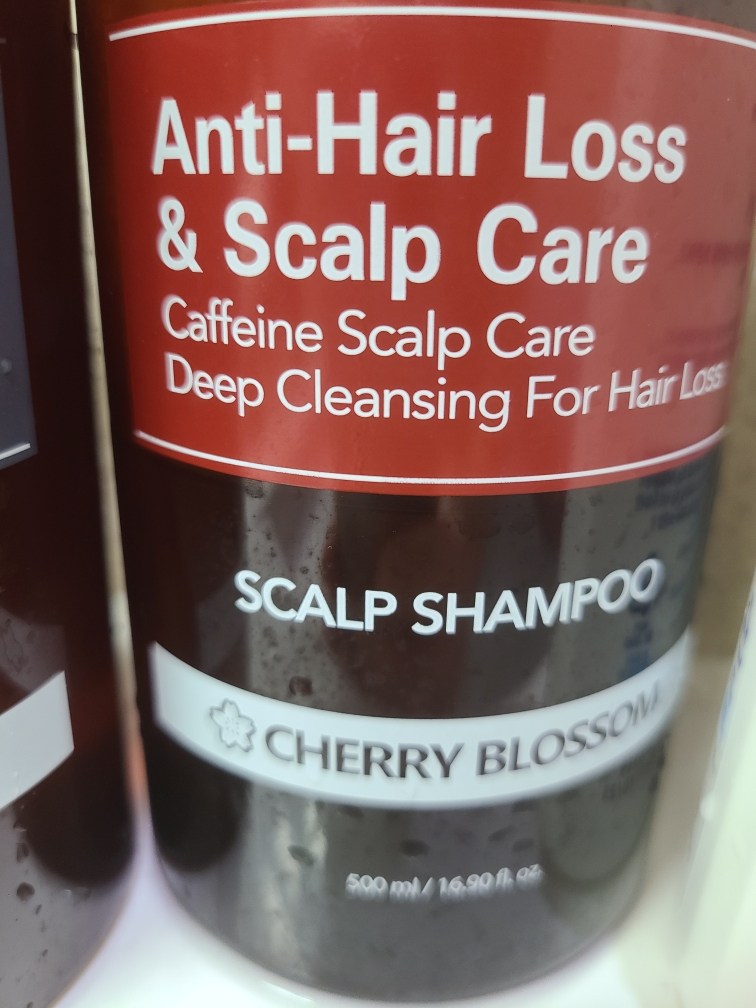 Anti-Hair Loss
& Scalp Care
Caffeine Scalp Care
Deep Cleansing For Hair Loss
SCALP SHAMPOO
CHERRY BLOSSOM
500 ml / 16.90 fl. oz.